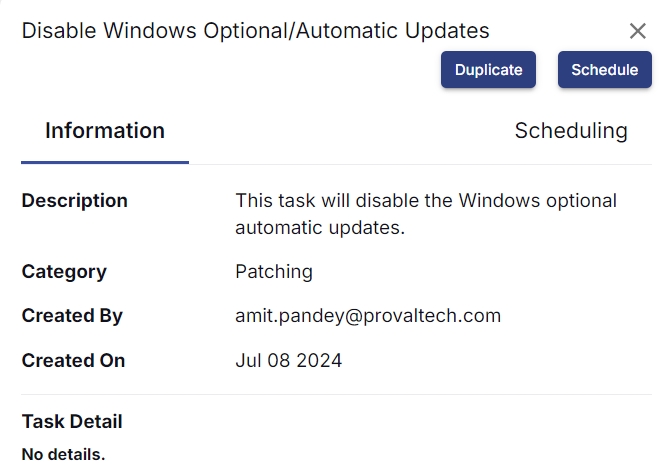 Disable Windows Optional/Automatic Updates
Duplicate
Schedule
Information
Scheduling
Description
This task will disable the Windows optional
automatic updates.
Category
Patching
Created By
amit.pandey@provaltech.com
Created On
Jul 08 2024
Task Detail
No details.